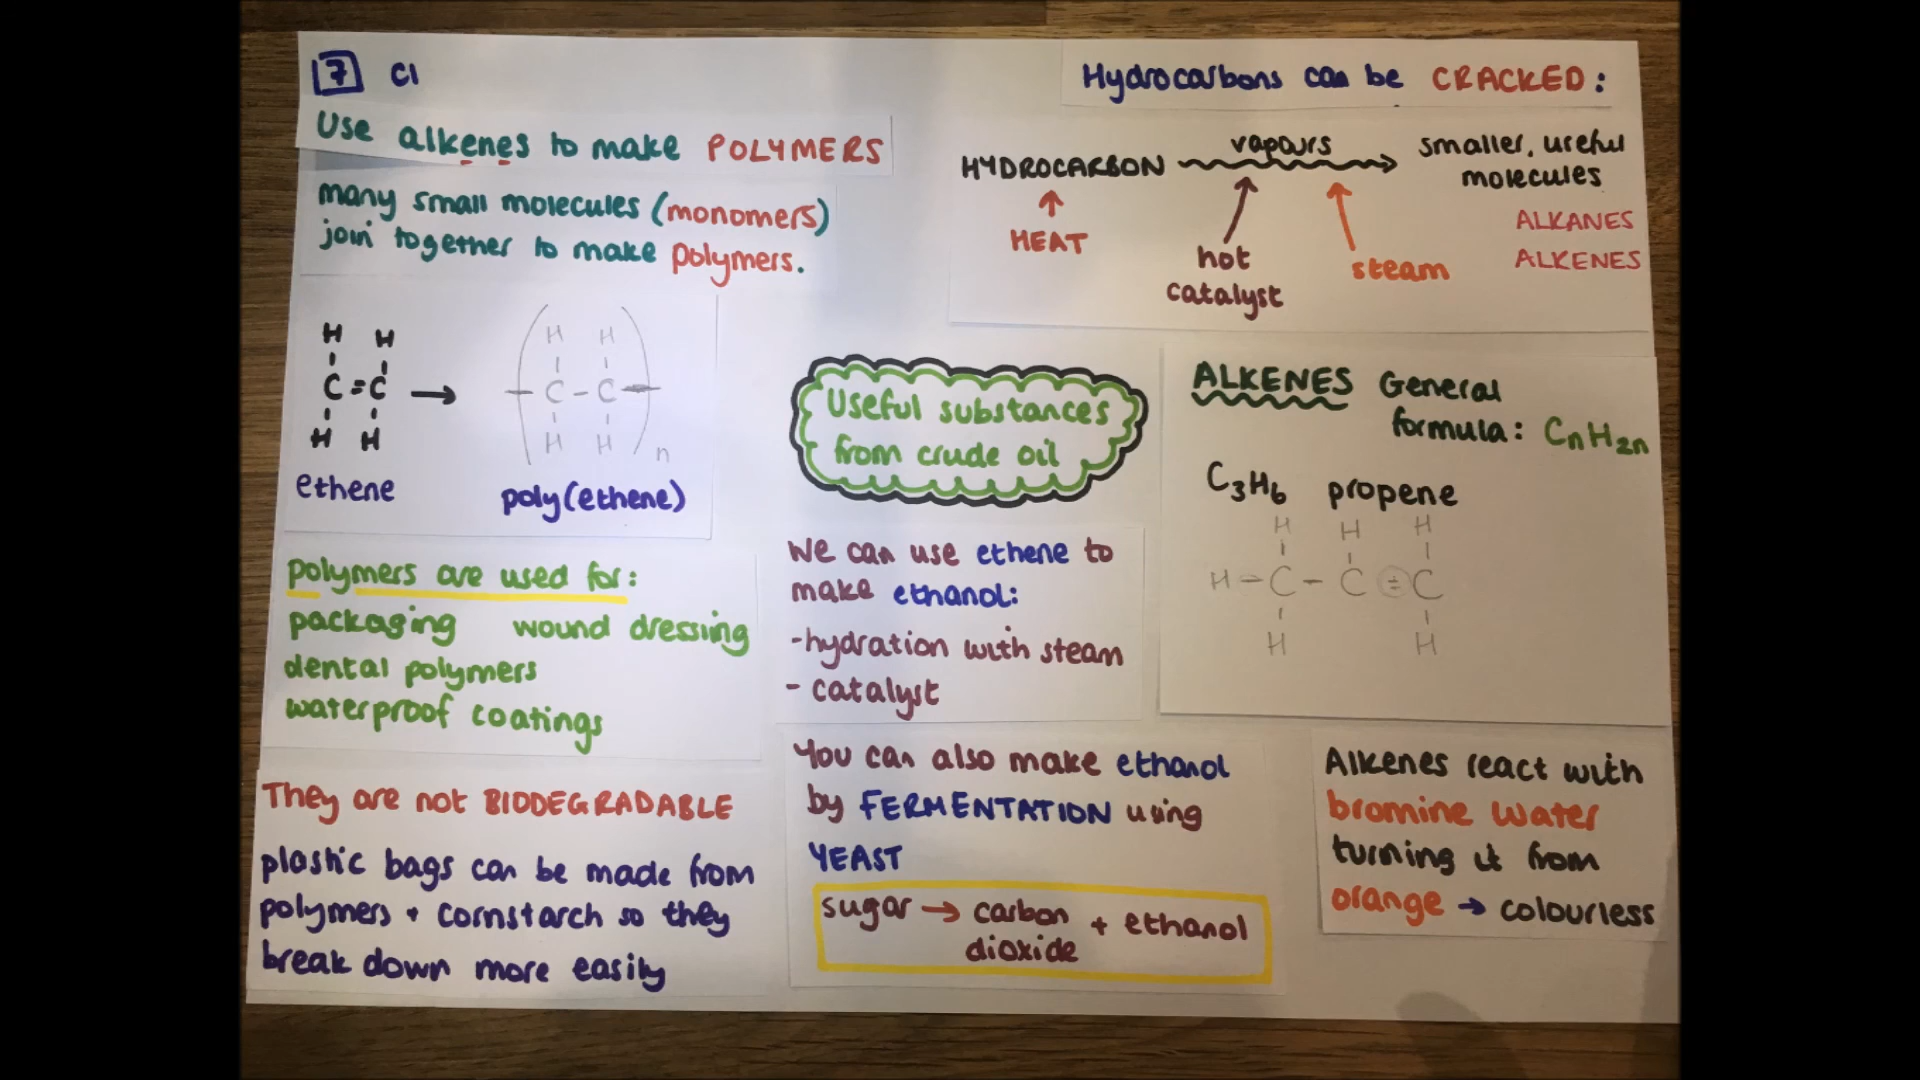 7 C1
Use alkenes to make POLYMERS
many small molecules (monomers)
join together to make polymers.
H H
C=C →
H H
ethene
H H
C - C
H H
n
poly(ethene)
polymers are used for:
packaging wound dressing
dental polymers
waterproof coatings
They are not BIODEGRADABLE
plastic bags can be made from
polymers + cornstarch so they
break down more easily
Useful substances
from crude oil
We can use ethene to
make ethanol:
-hydration with steam
- catalyst
You can also make ethanol
by FERMENTATION using
YEAST
sugar → carbon + ethanol
dioxide
Hydrocarbons can be CRACKED:
HYDROCARBON vapours → smaller, useful
molecules
HEAT
hot
catalyst
steam
ALKANES
ALKENES
ALKENES General
formula: CnH2n
C3H6 propene
H H H
H - C - C = C
H H
Alkenes react with
bromine water
turning it from
orange → colourless